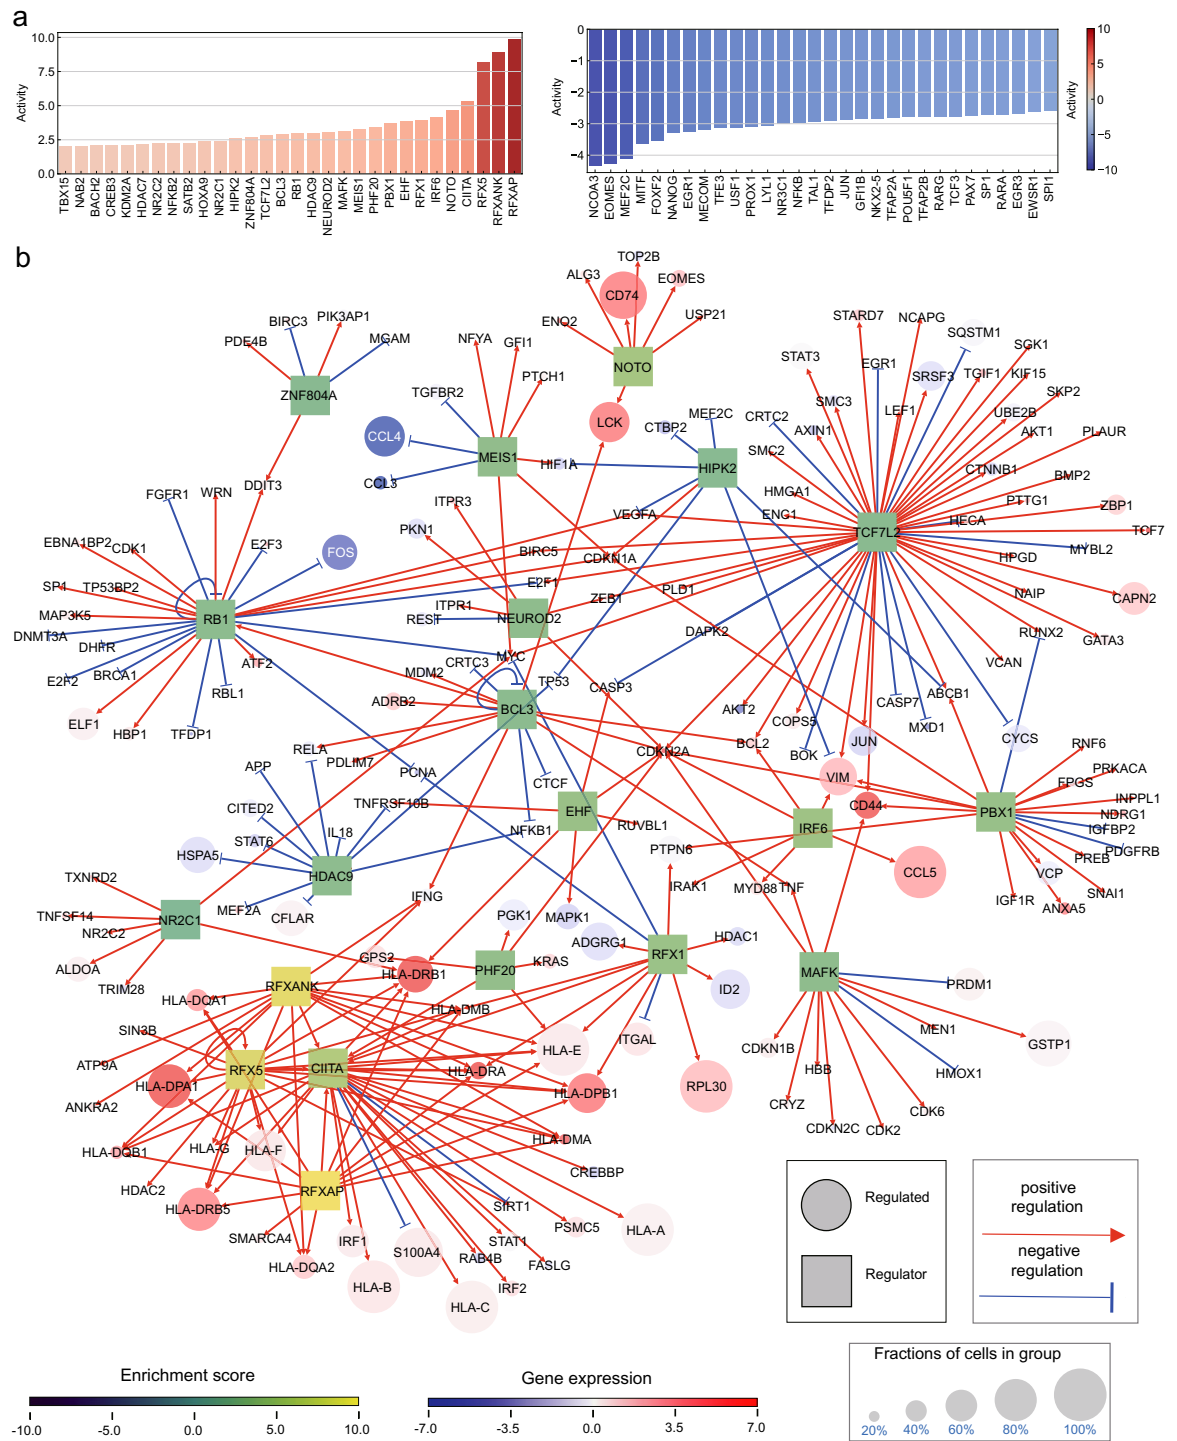 a
10.0
7.5
5.0
2.5
0.0
Activity
TBX15
NAB2
BACH2
CREB3
KDM2A
HDAC7
NR2C2
NFKB2
SATB2
HOXA9
NR2C1
HIPK2
ZNF804A
TCF7L2
BCL3
RB1
HDAC9
NEUROD2
MAFK
MEIS1
PHF20
PBX1
EHF
RFX1
IRF6
NOTO
CIITA
RFX5
RFXANK
RFXAP
0
−1
−2
−3
−4
Activity
NCOA3
EOMES
MEF2C
MITF
FOXF2
NANOG
EGR1
MECOM
TFE3
USF1
PROX1
LYL1
NR3C1
NFKB
TAL1
TFDP2
JUN
GFI1B
NKX2-5
TFAP2A
POU5F1
TFAP2B
RARG
TCF3
PAX7
SP1
RARA
EGR3
EWSR1
SPI1
10
5
0
−5
−10
Activity
b
TOP2B
ALG3
EOMES
CD74
ENO2
USP21
NOTO
LCK
BIRC3
PIK3AP1
PDE4B
MGAM
ZNF804A
NFYA
GFI1
PTCH1
TGFBR2
CCL4
MEIS1
HIF1A
CCL3
CTBP2
MEF2C
HIPK2
STARD7
NCAPG
SQSTM1
STAT3
EGR1
SGK1
SRSF3
TGIF1
KIF15
SMC3
LEF1
SKP2
UBE2B
CRTC2
AXIN1
AKT1
PLAUR
SMC2
CTNNB1
BMP2
HMGA1
PTTG1
ZBP1
ENG1
HECA
TCF7
TCF7L2
MYBL2
HPGD
NAIP
CAPN2
RUNX2
GATA3
VCAN
ABCB1
CASP7
MXD1
CYCS
JUN
COPS5
AKT2
BCL2
BOK
VIM
CD44
FGFR1
WRN
DDIT3
E2F3
FOS
EBNA1BP2
CDK1
SP1
TP53BP2
MAP3K5
RB1
DNMT3A
DHFR
E2F2
BRCA1
ATF2
RBL1
ELF1
HBP1
TFDP1
ITPR3
PKN1
VEGFA
BIRC5
CDKN1A
E2F1
ZEB1
PLD1
ITPR1
REST
NEUROD2
DAPK2
MYC
CRTC3
MDM2
TP53
CASP3
ADRB2
BCL3
RELA
PDLIM7
PCNA
CTCF
CDKN2A
APP
TNFRSF10B
CITED2
IL18
STAT6
HSPA5
HDAC9
NFKB1
EHF
RUVBL1
MEF2A
CFLAR
IFNG
PTPN6
IRAK1
MYD88
TNF
IRF6
CCL5
PBX1
RNF6
PRKACA
FPGS
INPPL1
NDRG1
IGFBP2
PDGFRB
PREB
VCP
SNAI1
ANXA5
IGF1R
TXNRD2
TNFSF14
NR2C1
NR2C2
ALDOA
TRIM28
PGK1
MAPK1
ADGRG1
HDAC1
GPS2
HLA-DRB1
PHF20
KRAS
RFX1
ID2
MAFK
PRDM1
MEN1
GSTP1
CDKN1B
HBB
HMOX1
CRYZ
CDK6
CDKN2C
CDK2
RFXANK
HLA-DQA1
HLA-DMB
SIN3B
ITGAL
HLA-E
ATP9A
RFX5
CIITA
HLA-DRA
HLA-DPA1
HLA-DPB1
RPL30
ANKRA2
HLA-DQB1
HLA-G
HLA-F
HLA-DMA
CREBBP
HDAC2
RFXAP
HLA-DRB5
SIRT1
SMARCA4
IRF1
S100A4
STAT1
PSMC5
HLA-A
RAB4B
FASLG
HLA-DQA2
HLA-B
IRF2
HLA-C
Regulated
Regulator
positive
regulation
negative
regulation
Enrichment score
-10.0
-5.0
0.0
5.0
10.0
Gene expression
-7.0
-3.5
0.0
3.5
7.0
Fractions of cells in group
20%
40%
60%
80%
100%